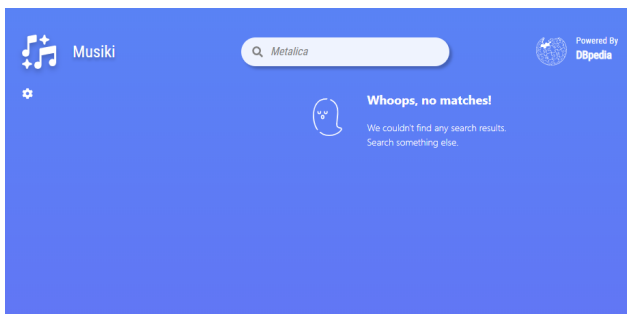 Musiki
Metalica
Powered By
DBpedia
Whoops, no matches!
We couldn't find any search results.
Search something else.